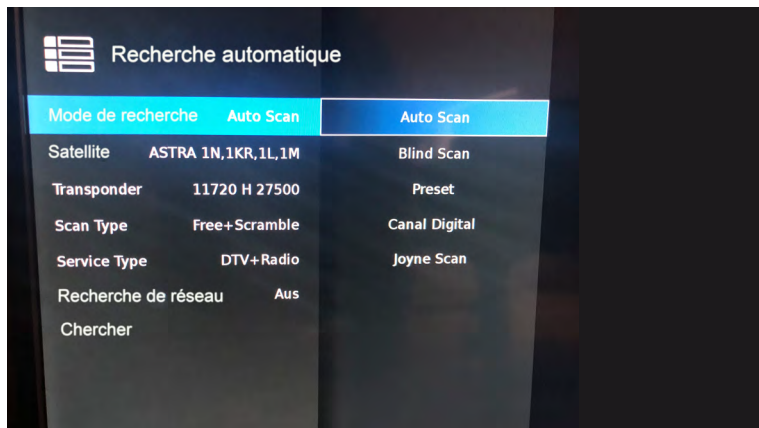 Recherche automatique
Mode de recherche Auto Scan
Satellite ASTRA 1N,1KR,1L,1M
Transponder 11720 H 27500
Scan Type Free+Scramble
Service Type DTV+Radio
Recherche de réseau Aus
Chercher
Auto Scan
Blind Scan
Preset
Canal Digital
Joyne Scan